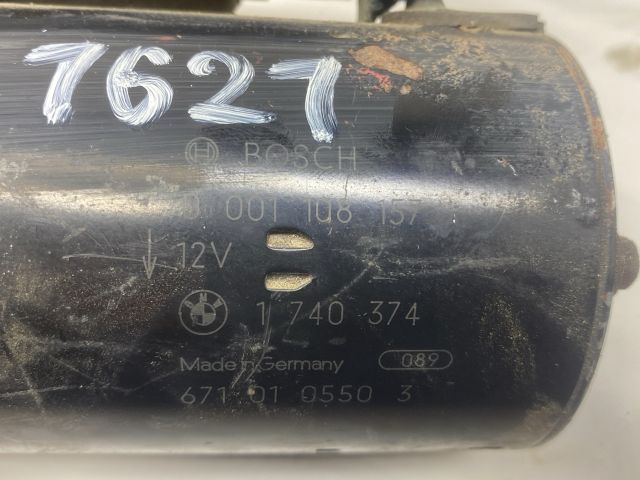 7627
BOSCH
0 001 108 157
12V
1 740 374
Made in Germany 089
671 01 0550 3